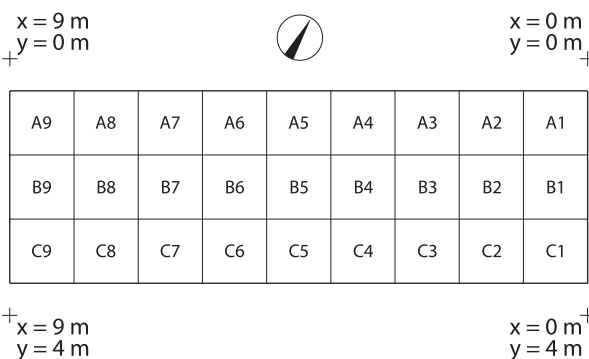 x = 9 m
y = 0 m
x = 0 m
y = 0 m
A9 A8 A7 A6 A5 A4 A3 A2 A1
B9 B8 B7 B6 B5 B4 B3 B2 B1
C9 C8 C7 C6 C5 C4 C3 C2 C1
x = 9 m
y = 4 m
x = 0 m
y = 4 m